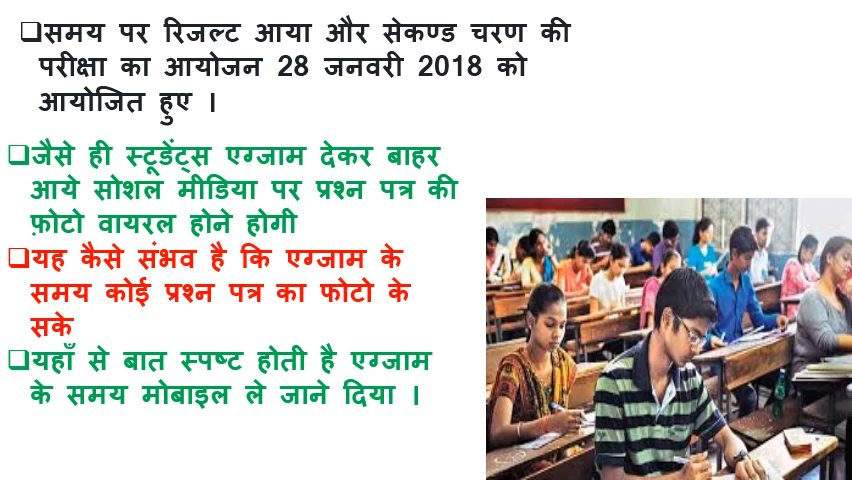 ❑समय पर रिजल्ट आया और सेकण्ड चरण की
परीक्षा का आयोजन 28 जनवरी 2018 को
आयोजित हुए ।
❑जैसे ही स्टूडेंट्स एग्जाम देकर बाहर
आये सोशल मीडिया पर प्रश्न पत्र की
फ़ोटो वायरल होने होगी
❑यह कैसे संभव है कि एग्जाम के
समय कोई प्रश्न पत्र का फोटो के
सके
❑यहाँ से बात स्पष्ट होती है एग्जाम
के समय मोबाइल ले जाने दिया ।